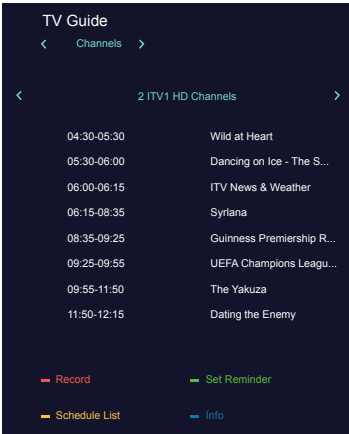 TV Guide
Channels
2 ITV1 HD Channels
04:30-05:30 Wild at Heart
05:30-06:00 Dancing on Ice - The S...
06:00-06:15 ITV News & Weather
06:15-08:35 Syrlana
08:35-09:25 Guinness Premiership R...
09:25-09:55 UEFA Champions Leagu...
09:55-11:50 The Yakuza
11:50-12:15 Dating the Enemy
Record Set Reminder
Schedule List Info